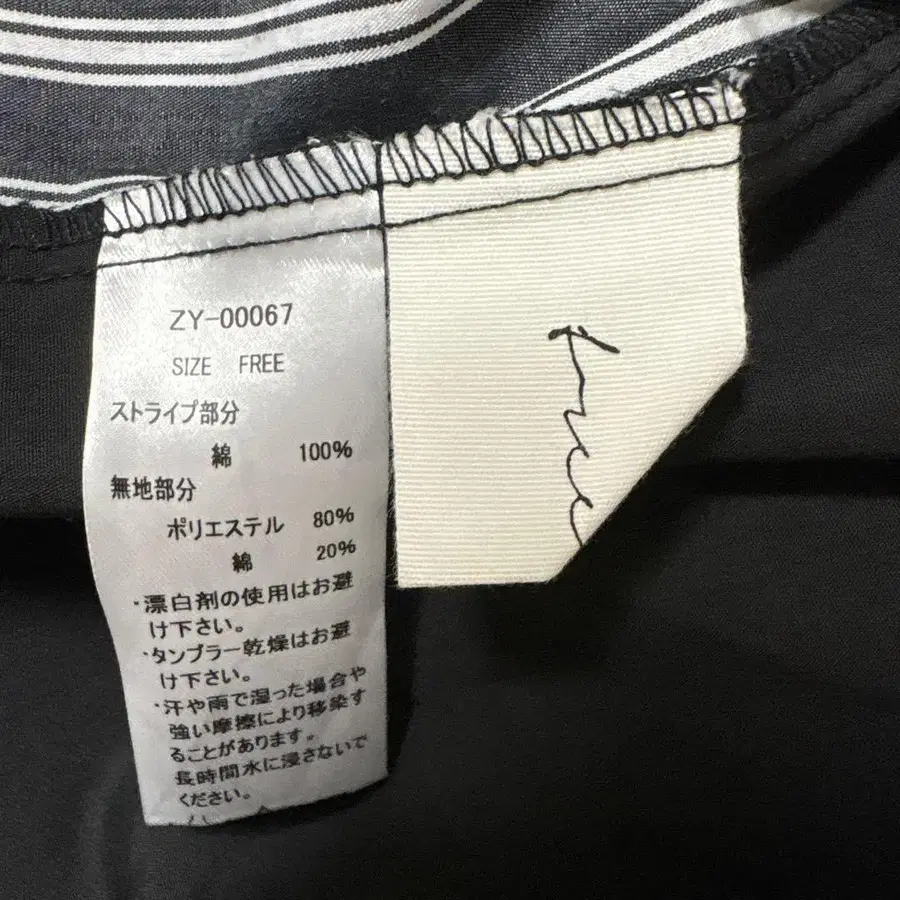 ZY-00067
SIZE FREE
ストライプ部分
綿 100%
無地部分
ポリエステル 80%
綿 20%
・漂白剤の使用はお避
け下さい。
・タンブラー乾燥はお避
け下さい。
・汗や雨で湿った場合や
強い摩擦により移染す
ることがあります。
長時間水に浸さないで
ください。